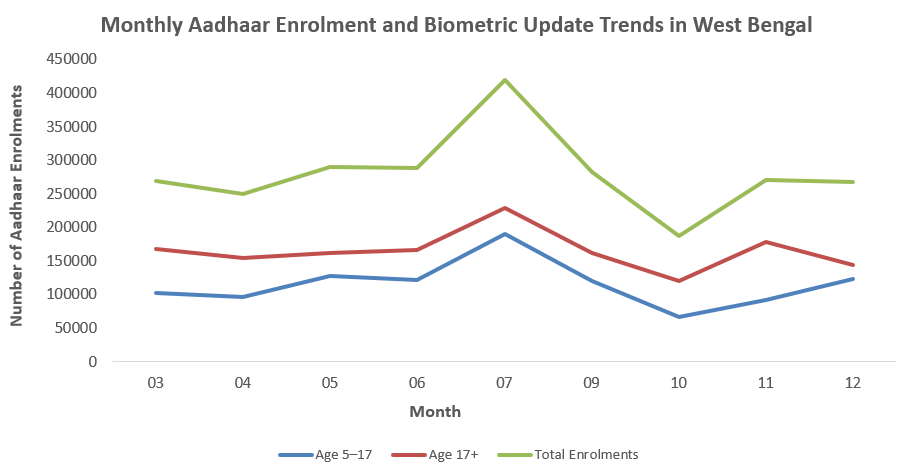 Monthly Aadhaar Enrolment and Biometric Update Trends in West Bengal
Number of Aadhaar Enrolments
450000
400000
350000
300000
250000
200000
150000
100000
50000
0
03 04 05 06 07 09 10 11 12
Month
Age 5–17 Age 17+ Total Enrolments